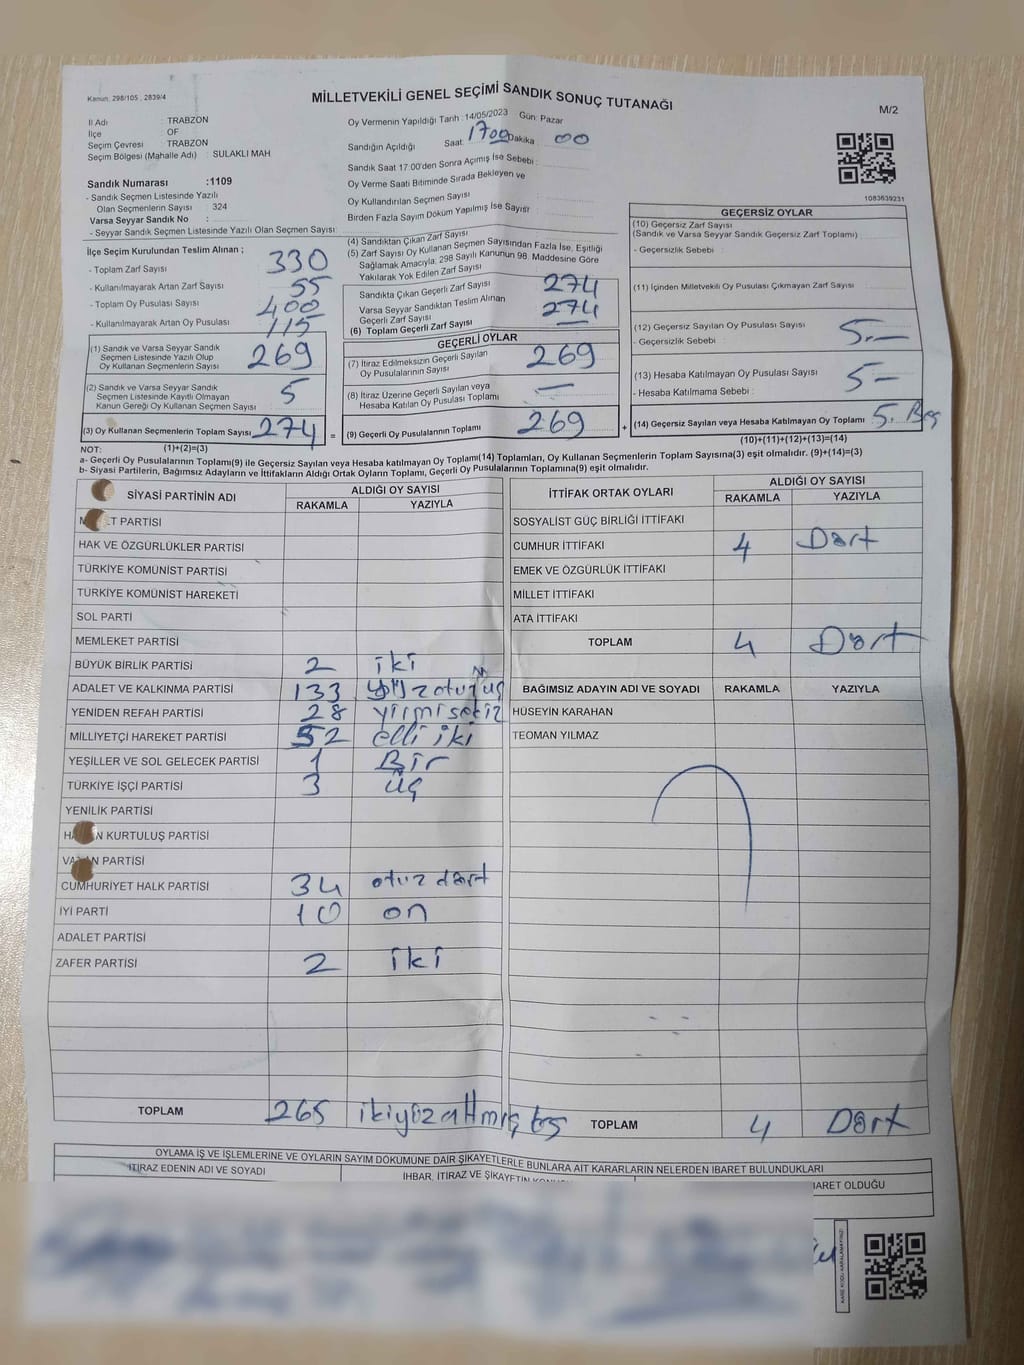 Kanun: 298/105 , 2839/4
MİLLETVEKİLİ GENEL SEÇİMİ SANDIK SONUÇ TUTANAĞI
M/2
İl Adı : TRABZON
İlçe : OF
Seçim Çevresi : TRABZON
Seçim Bölgesi (Mahalle Adı) : SULAKLI MAH
Sandık Numarası :1109
- Sandık Seçmen Listesinde Yazılı
Olan Seçmenlerin Sayısı : 324
Varsa Seyyar Sandık No :
- Seyyar Sandık Seçmen Listesinde Yazılı Olan Seçmen Sayısı:
Oy Vermenin Yapıldığı Tarih :14/05/2023 Gün: Pazar
Sandığın Açıldığı Saat: 17 00 Dakika : 00
Sandık Saat 17:00'den Sonra Açımış İse Sebebi :
Oy Verme Saati Bitiminde Sırada Bekleyen ve
Oy Kullandırılan Seçmen Sayısı
Birden Fazla Sayım Döküm Yapılmış İse Sayısı
1083639231
İlçe Seçim Kurulundan Teslim Alınan ;
- Toplam Zarf Sayısı 330
- Kullanılmayarak Artan Zarf Sayısı : 55
- Toplam Oy Pusulası Sayısı : 400
- Kullanılmayarak Artan Oy Pusulası 115
(1) Sandık ve Varsa Seyyar Sandık
Seçmen Listesinde Yazılı Olup
Oy Kullanan Seçmenlerin Sayısı 269
(2) Sandık ve Varsa Seyyar Sandık
Seçmen Listesinde Kayıtlı Olmayan
Kanun Gereği Oy Kullanan Seçmen Sayısı 5
(3) Oy Kullanan Seçmenlerin Toplam Sayısı 274 =
(1)+(2)=(3)
(4) Sandıktan Çıkan Zarf Sayısı
(5) Zarf Sayısı Oy Kullanan Seçmen Sayısından Fazla İse, Eşitliği
Sağlamak Amacıyla; 298 Sayılı Kanunun 98. Maddesine Göre
Yakılarak Yok Edilen Zarf Sayısı
Sandıkta Çıkan Geçerli Zarf Sayısı 274
Varsa Seyyar Sandıktan Teslim Alınan
Geçerli Zarf Sayısı 274
(6) Toplam Geçerli Zarf Sayısı —
GEÇERLİ OYLAR
(7) İtiraz Edilmeksizin Geçerli Sayılan
Oy Pusulalarının Sayısı 269
(8) İtiraz Üzerine Geçerli Sayılan veya
Hesaba Katılan Oy Pusulası Toplamı —
(9) Geçerli Oy Pusulalarının Toplamı 269 +
GEÇERSİZ OYLAR
(10) Geçersiz Zarf Sayısı
(Sandık ve Varsa Seyyar Sandık Geçersiz Zarf Toplamı)
- Geçersizlik Sebebi :
(11) İçinden Milletvekili Oy Pusulası Çıkmayan Zarf Sayısı
(12) Geçersiz Sayılan Oy Pusulası Sayısı 5.—
- Geçersizlik Sebebi :
(13) Hesaba Katılmayan Oy Pusulası Sayısı 5 —
- Hesaba Katılmama Sebebi :
(14) Geçersiz Sayılan veya Hesaba Katılmayan Oy Toplamı 5. Beş
(10)+(11)+(12)+(13)=(14)
NOT:
a- Geçerli Oy Pusulalarının Toplamı(9) ile Geçersiz Sayılan veya Hesaba katılmayan Oy Toplamı(14) Toplamları, Oy Kullanan Seçmenlerin Toplam Sayısına(3) eşit olmalıdır. (9)+(14)=(3)
b- Siyasi Partilerin, Bağımsız Adayların ve İttifakların Aldığı Ortak Oyların Toplamı, Geçerli Oy Pusulalarının Toplamına(9) eşit olmalıdır.
SİYASİ PARTİNİN ADI ALDIĞI OY SAYISI
RAKAMLA YAZIYLA
PARTİSİ
HAK VE ÖZGÜRLÜKLER PARTİSİ
TÜRKİYE KOMÜNİST PARTİSİ
TÜRKİYE KOMÜNİST HAREKETİ
SOL PARTİ
MEMLEKET PARTİSİ
BÜYÜK BİRLİK PARTİSİ 2 iki
ADALET VE KALKINMA PARTİSİ 133 yüz otuz üç
YENİDEN REFAH PARTİSİ 28 yirmi sekiz
MİLLİYETÇİ HAREKET PARTİSİ 52 elli iki
YEŞİLLER VE SOL GELECEK PARTİSİ 1 Bir
TÜRKİYE İŞÇİ PARTİSİ 3 üç
YENİLİK PARTİSİ
KURTULUŞ PARTİSİ
PARTİSİ
CUMHURİYET HALK PARTİSİ 34 otuz dört
İYİ PARTİ 10 on
ADALET PARTİSİ
ZAFER PARTİSİ 2 iki
TOPLAM 265 ikiyüzaltmış beş
İTTİFAK ORTAK OYLARI ALDIĞI OY SAYISI
RAKAMLA YAZIYLA
SOSYALİST GÜÇ BİRLİĞİ İTTİFAKI
CUMHUR İTTİFAKI 4 Dört
EMEK VE ÖZGÜRLÜK İTTİFAKI
MİLLET İTTİFAKI
ATA İTTİFAKI
TOPLAM 4 Dört
BAĞIMSIZ ADAYIN ADI VE SOYADI RAKAMLA YAZIYLA
HÜSEYİN KARAHAN
TEOMAN YILMAZ
TOPLAM 4 Dört
OYLAMA İŞ VE İŞLEMLERİNE VE OYLARIN SAYIM DÖKÜMÜNE DAİR ŞİKAYETLERLE BUNLARA AİT KARARLARIN NELERDEN İBARET BULUNDUKLARI
İTİRAZ EDENİN ADI VE SOYADI
İHBAR, İTİRAZ VE ŞİKAYETİN
OLDUĞU
KARE KODU KARALAMAYINIZ!